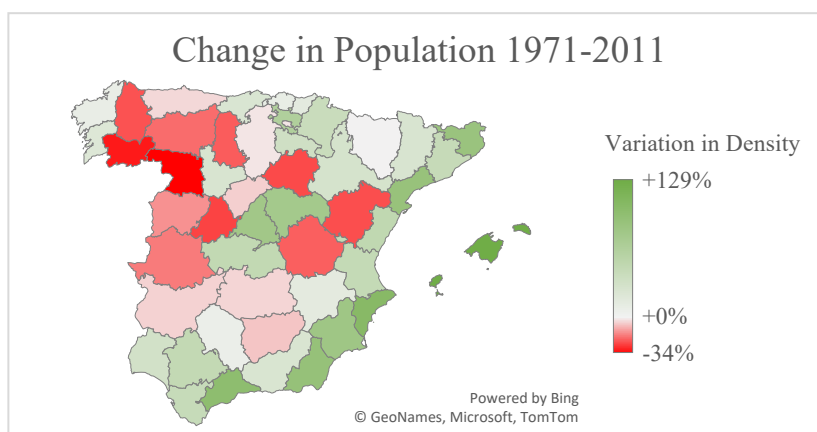 Change in Population 1971-2011
Variation in Density
+129%
+0%
-34%
Powered by Bing
© GeoNames, Microsoft, TomTom